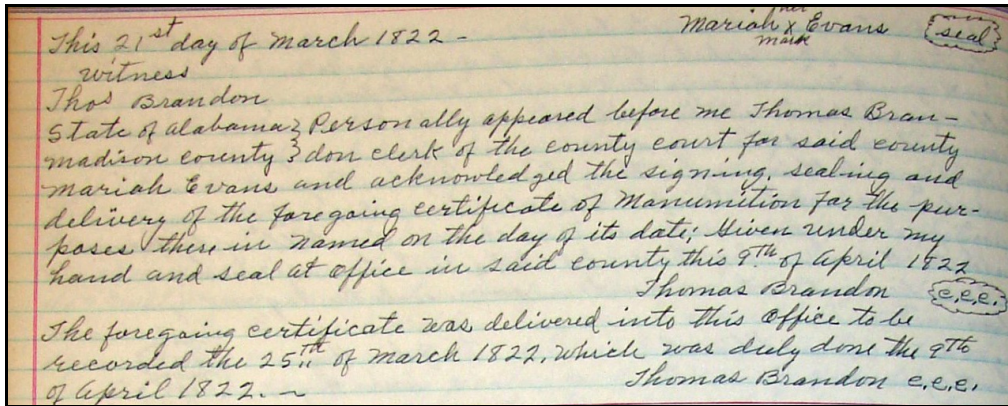 her
This 21st day of March 1822 - Mariah x Evans (seal)
mark
witness
Thos Brandon
State of Alabama } Personally appeared before me Thomas Bran-
Madison county } don clerk of the county court for said county
Mariah Evans and acknowledged the signing, sealing and
delivery of the foregoing certificate of Manumition for the pur-
poses there in named on the day of its date; Given under my
hand and seal at office in said county this 9th of April 1822
Thomas Brandon c.c.c.
The foregoing certificate was delivered into this office to be
recorded the 25th of March 1822, which was duly done the 9th
of April 1822. ~ Thomas Brandon c.c.c.